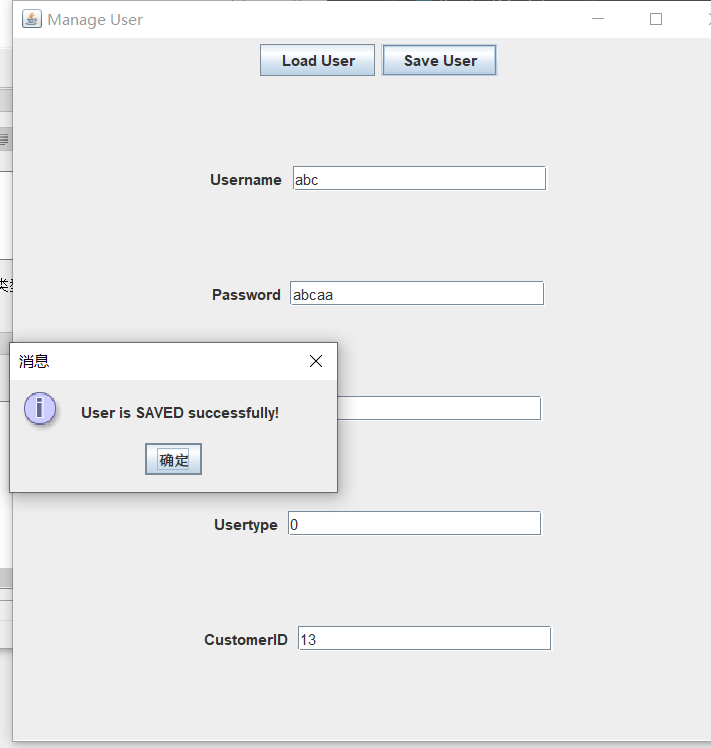 Manage User
Load User
Save User
Username
abc
Password
abcaa
消息
User is SAVED successfully!
确定
Usertype
0
CustomerID
13